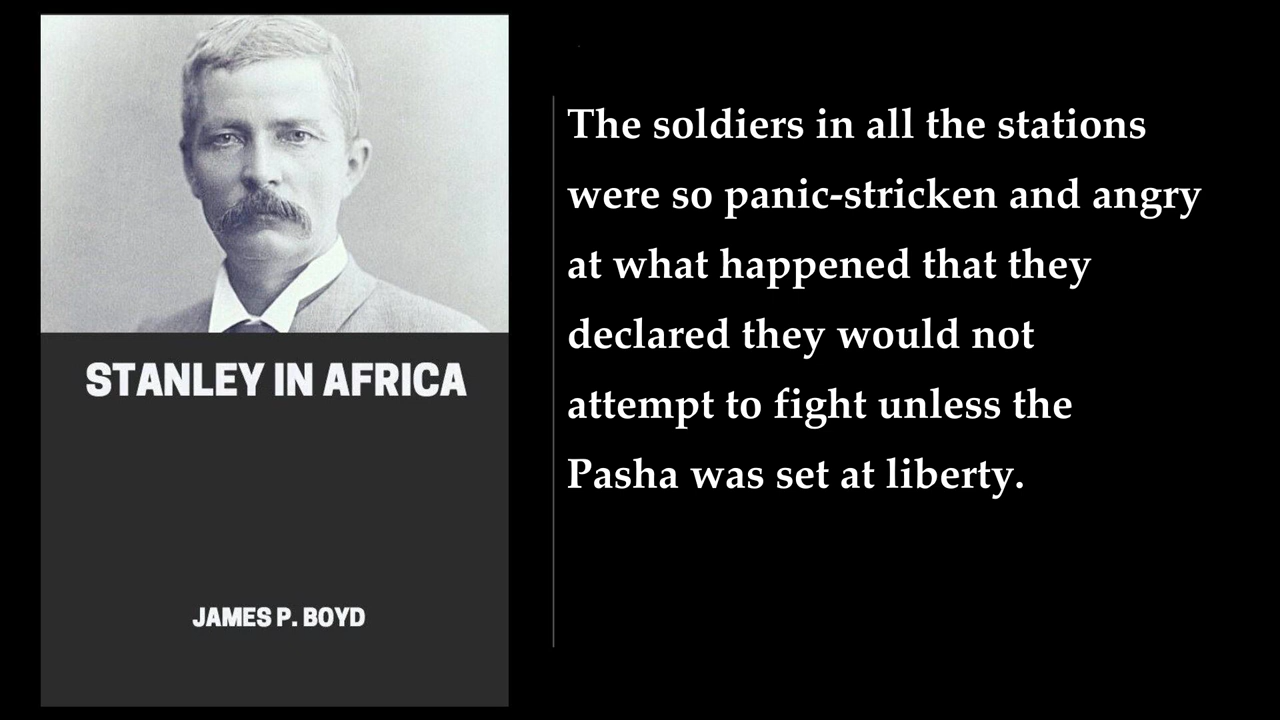 STANLEY IN AFRICA
JAMES P. BOYD
The soldiers in all the stations
were so panic-stricken and angry
at what happened that they
declared they would not
attempt to fight unless the
Pasha was set at liberty.